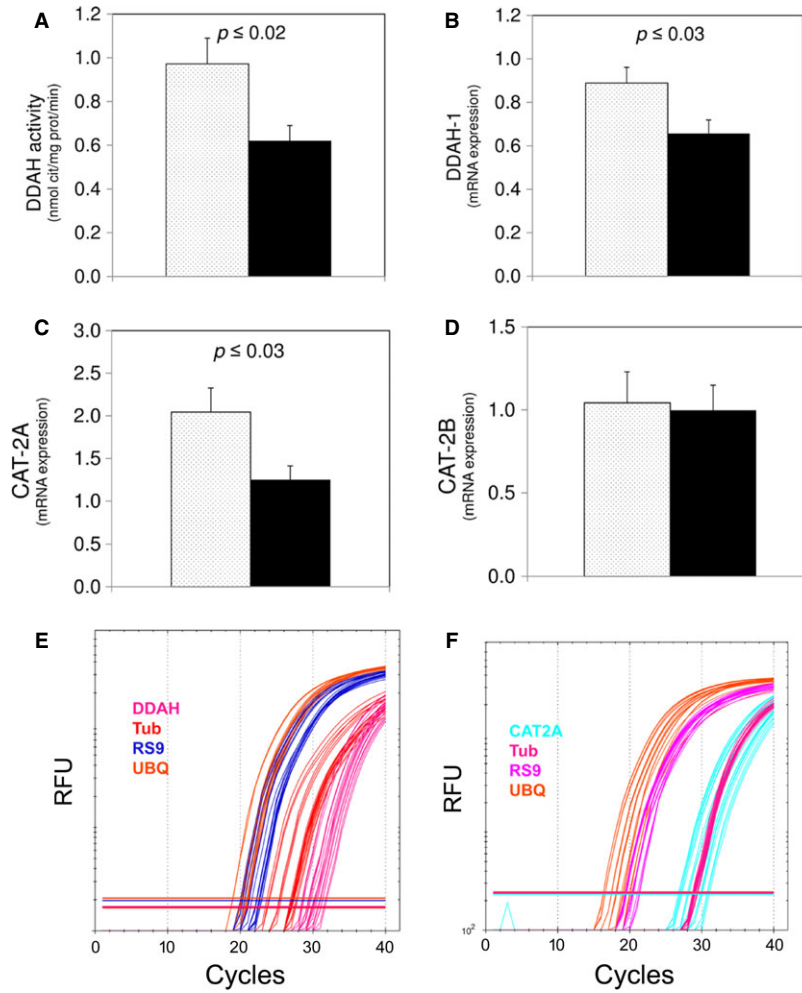 A
p ≤ 0.02
DDAH activity
(nmol cit/mg prot/min)
1.2
1.0
0.8
0.6
0.4
0.2
0.0
B
p ≤ 0.03
DDAH-1
(mRNA expression)
1.2
1.0
0.8
0.6
0.4
0.2
0.0
C
p ≤ 0.03
CAT-2A
(mRNA expression)
3.0
2.5
2.0
1.5
1.0
0.5
0.0
D
CAT-2B
(mRNA expression)
1.5
1.0
0.5
0.0
E
DDAH
Tub
RS9
UBQ
RFU
0 10 20 30 40
Cycles
F
CAT2A
Tub
RS9
UBQ
RFU
10²
0 10 20 30 40
Cycles